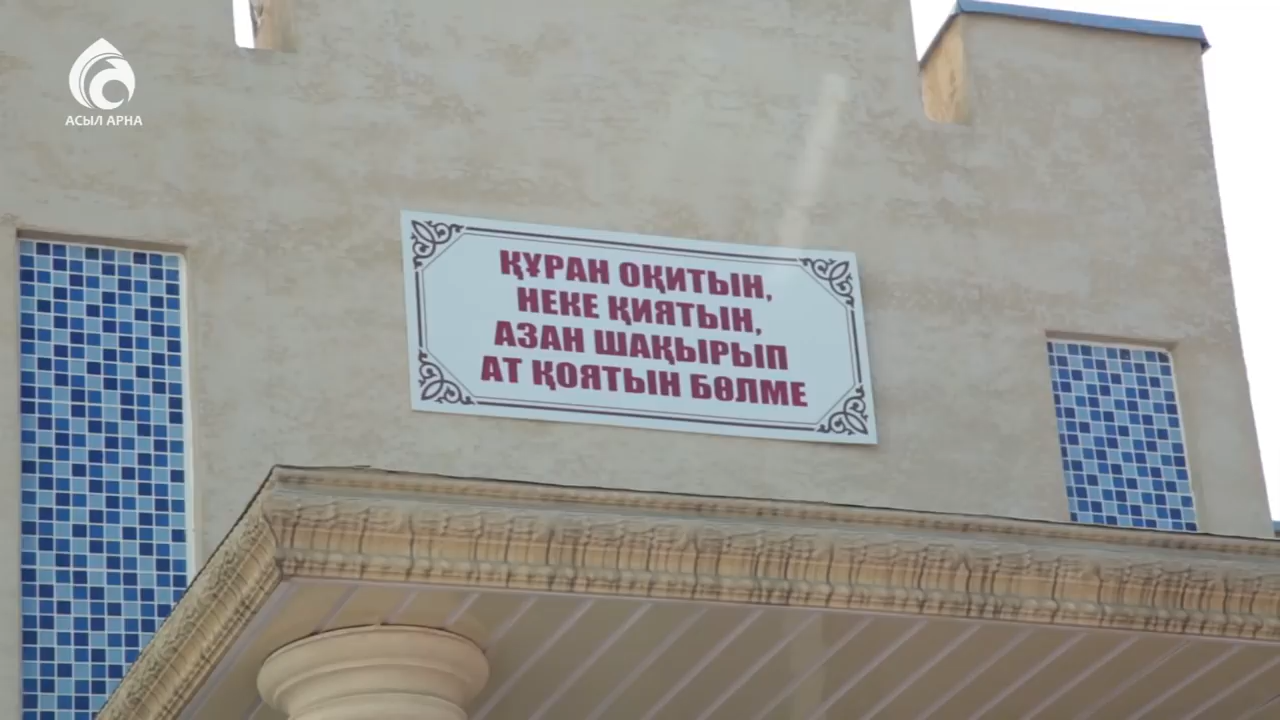 АСЫЛ АРНА
ҚҰРАН ОҚИТЫН,
НЕКЕ ҚИЯТЫН,
АЗАН ШАҚЫРЫП
АТ ҚОЯТЫН БӨЛМЕ